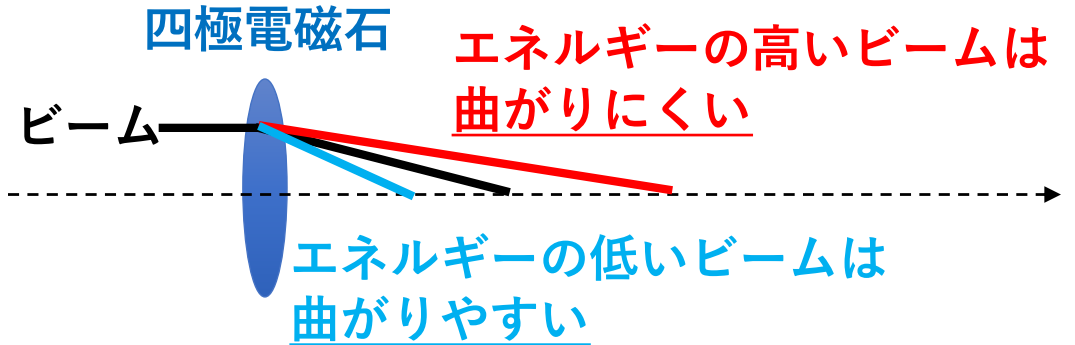 四極電磁石
エネルギーの高いビームは
曲がりにくい
ビーム
エネルギーの低いビームは
曲がりやすい